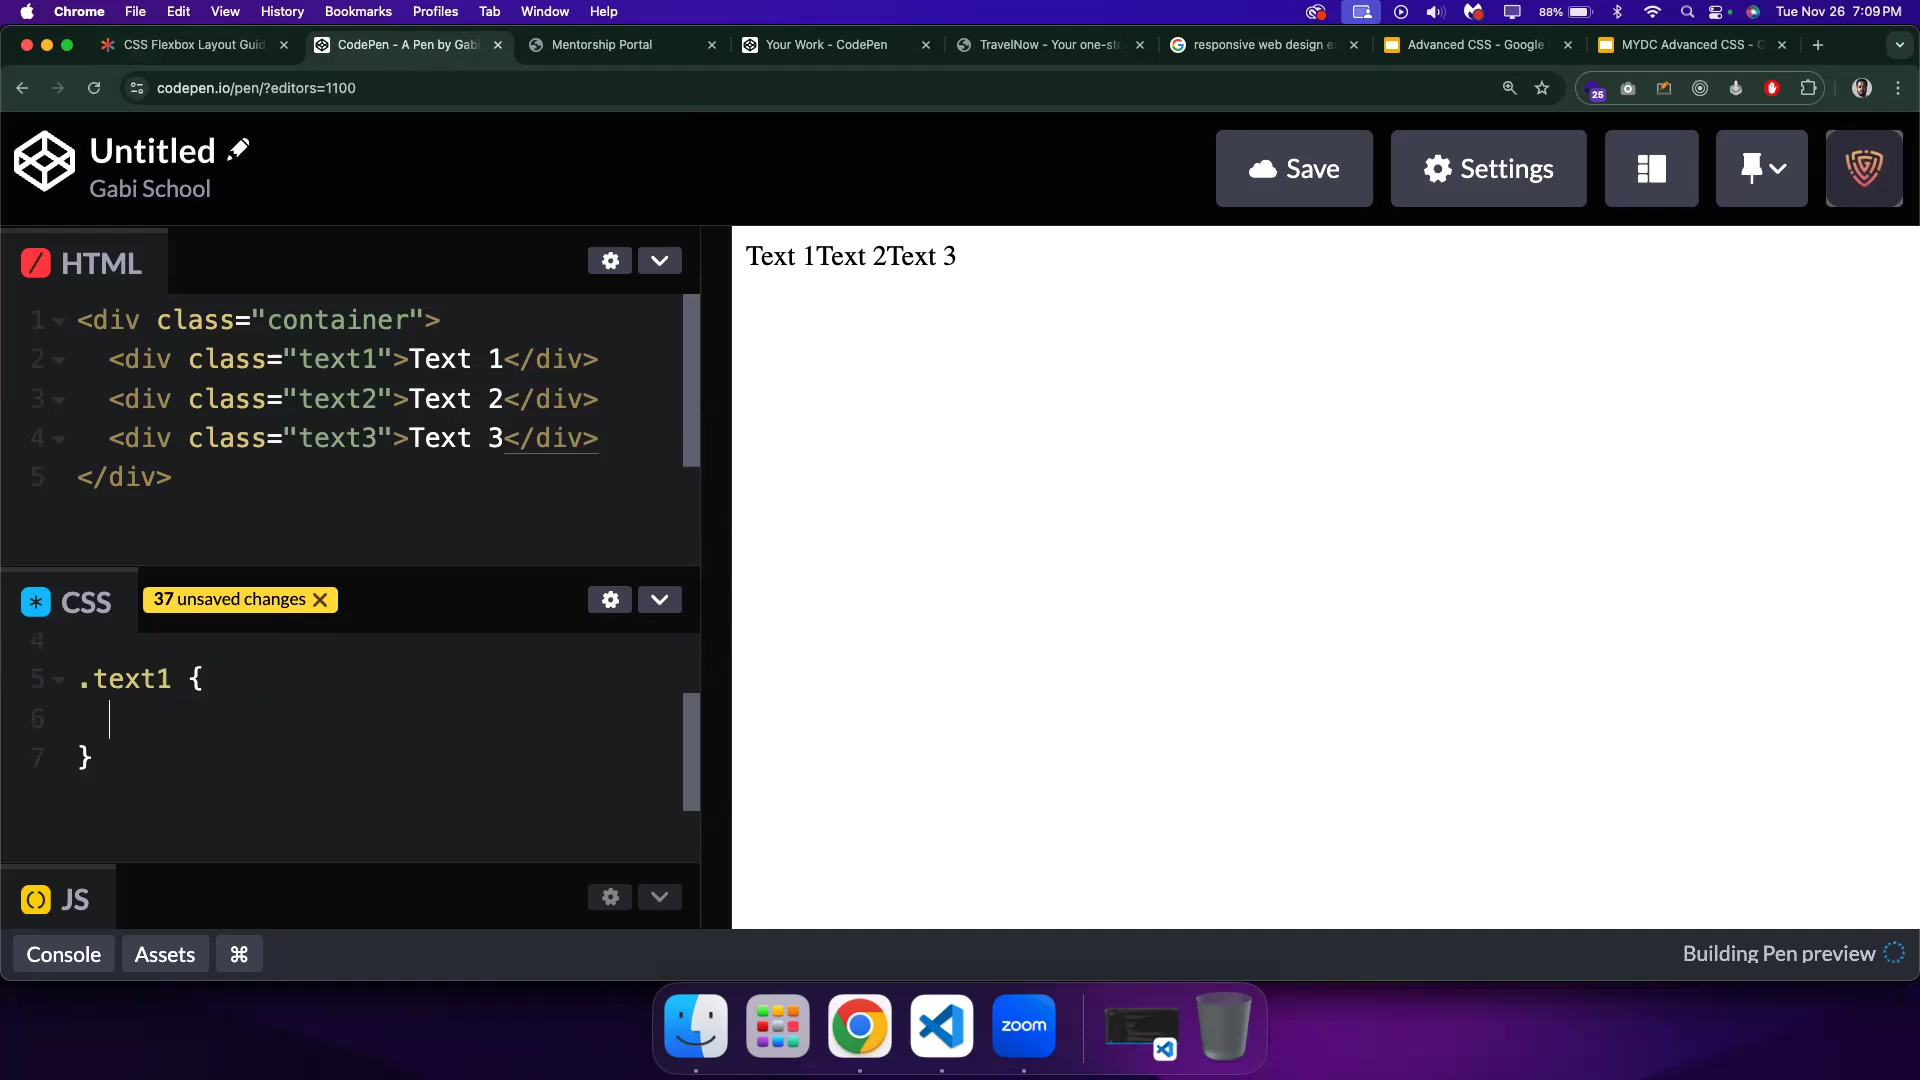 Chrome File Edit View History Bookmarks Profiles Tab Window Help 88% Tue Nov 26 7:09 PM
CSS Flexbox Layout Guid CodePen - A Pen by Gabi Mentorship Portal Your Work - CodePen TravelNow - Your one-st responsive web design e Advanced CSS - Google MYDC Advanced CSS - G
codepen.io/pen/?editors=1100 25
Untitled
Gabi School
Save Settings
HTML
1 <div class="container">
2 <div class="text1">Text 1</div>
3 <div class="text2">Text 2</div>
4 <div class="text3">Text 3</div>
5 </div>
Text 1Text 2Text 3
CSS 37 unsaved changes
4
5 .text1 {
6
7 }
JS
Console Assets ⌘ Building Pen preview
zoom